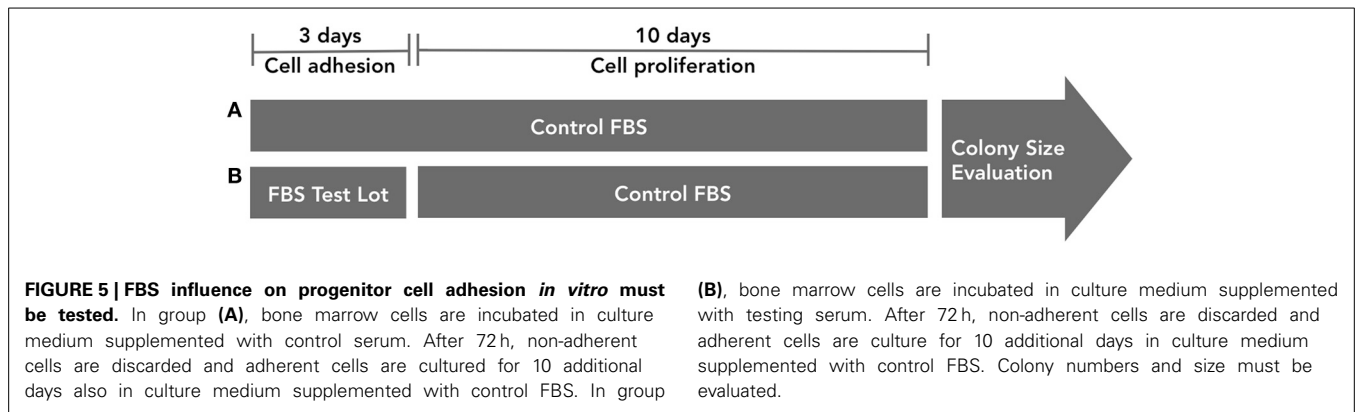 3 days
10 days
Cell adhesion
Cell proliferation
A
Control FBS
Colony Size
Evaluation
B
FBS Test Lot
Control FBS
FIGURE 5 | FBS influence on progenitor cell adhesion in vitro must
be tested. In group (A), bone marrow cells are incubated in culture
medium supplemented with control serum. After 72 h, non-adherent
cells are discarded and adherent cells are cultured for 10 additional
days also in culture medium supplemented with control FBS. In group
(B), bone marrow cells are incubated in culture medium supplemented
with testing serum. After 72 h, non-adherent cells are discarded and
adherent cells are culture for 10 additional days in culture medium
supplemented with control FBS. Colony numbers and size must be
evaluated.